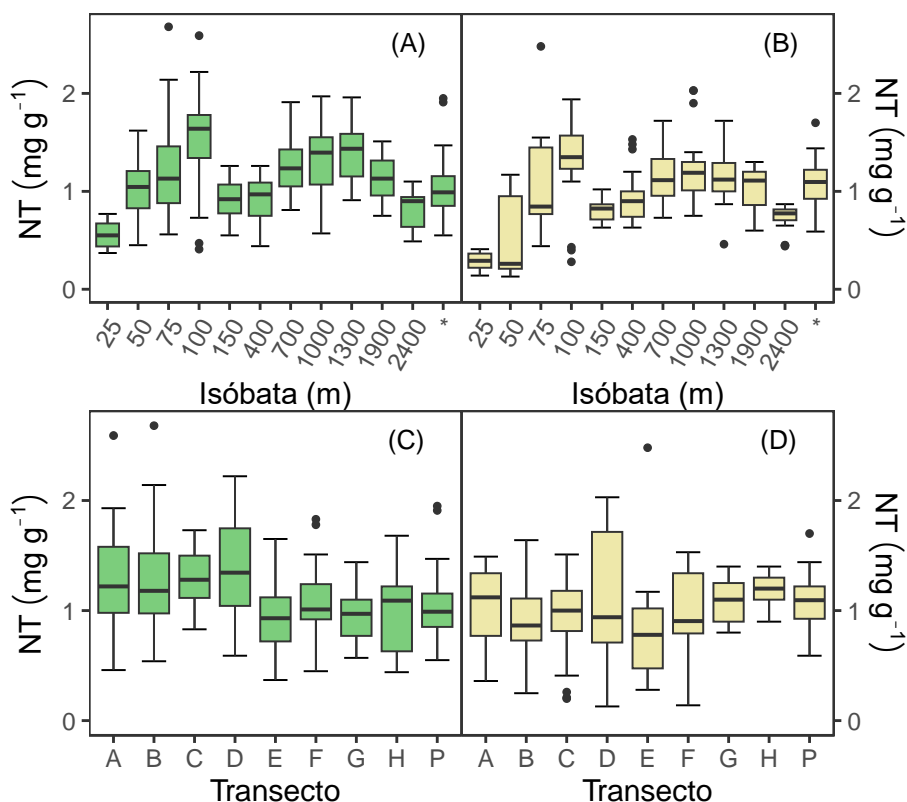 (A)
(B)
NT (mg g⁻¹)
2
1
0
NT (mg g⁻¹)
2
1
0
25 50 75 100 150 400 700 1000 1300 1900 2400 *
25 50 75 100 150 400 700 1000 1300 1900 2400 *
Isóbata (m)
Isóbata (m)
(C)
(D)
NT (mg g⁻¹)
2
1
0
NT (mg g⁻¹)
2
1
0
A B C D E F G H P
A B C D E F G H P
Transecto
Transecto